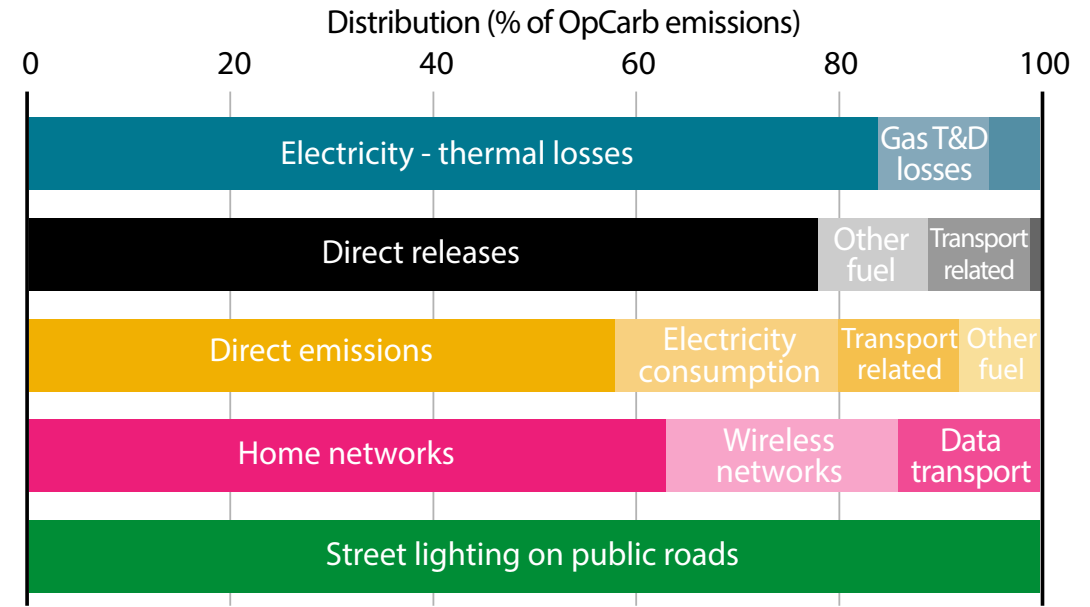 Distribution (% of OpCarb emissions)
0 20 40 60 80 100
Electricity - thermal losses
Gas T&D
losses
Direct releases
Other
fuel
Transport
related
Direct emissions
Electricity
consumption
Transport
related
Other
fuel
Home networks
Wireless
networks
Data
transport
Street lighting on public roads